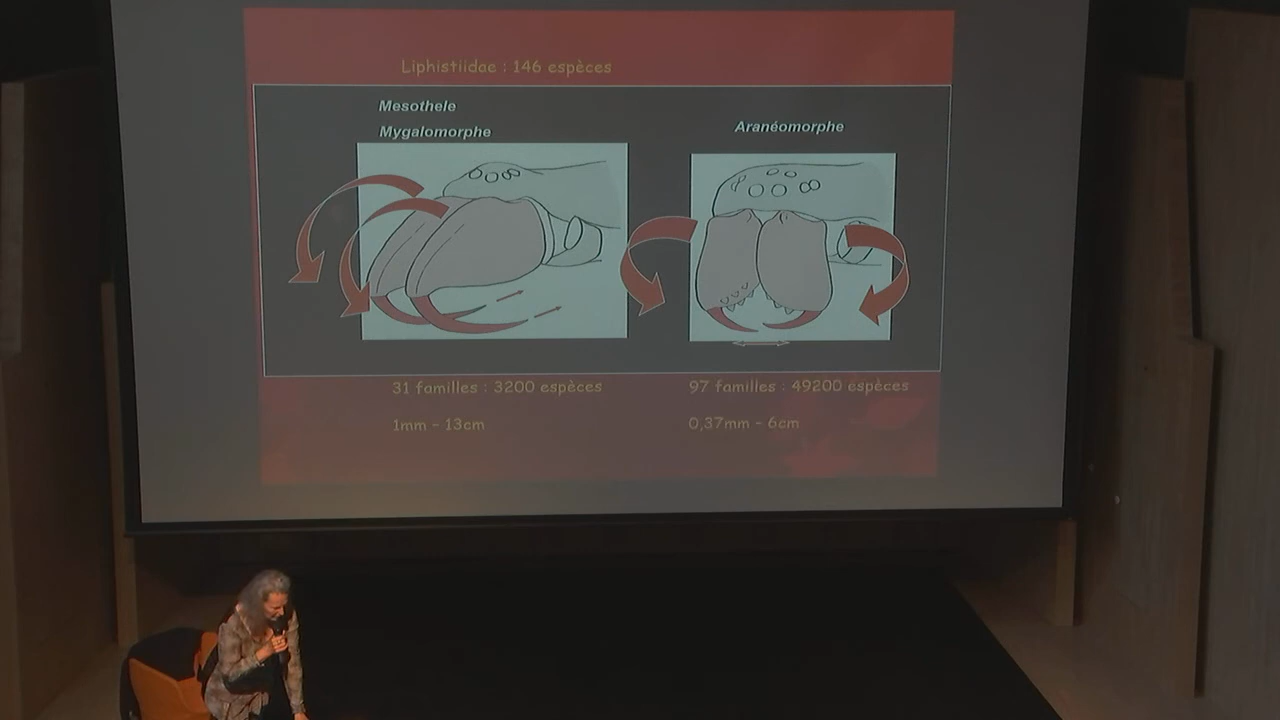 Liphistiidae : 146 espèces
Mesothele
Mygalomorphe
Aranéomorphe
31 familles : 3200 espèces
97 familles : 49200 espèces
1mm - 13cm
0,37mm - 6cm